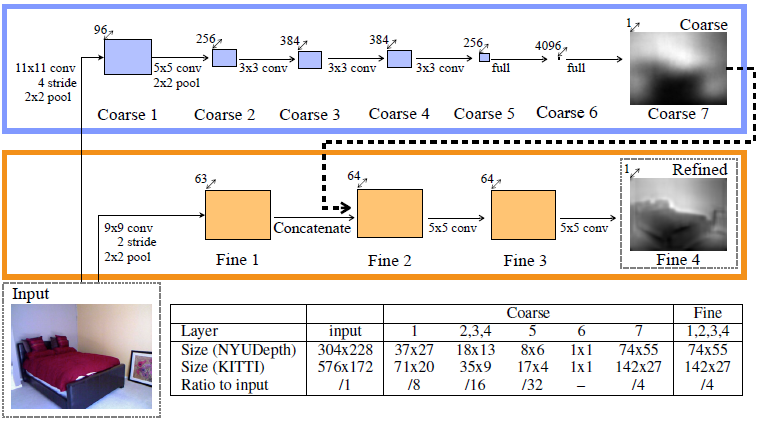 96
256
384
384
256
4096
1
Coarse
11x11 conv
4 stride
2x2 pool
5x5 conv
2x2 pool
3x3 conv
3x3 conv
3x3 conv
full
full
Coarse 1
Coarse 2
Coarse 3
Coarse 4
Coarse 5
Coarse 6
Coarse 7
63
64
64
1
Refined
9x9 conv
2 stride
2x2 pool
Concatenate
5x5 conv
5x5 conv
Fine 1
Fine 2
Fine 3
Fine 4
Input
Coarse Fine
Layer input 1 2,3,4 5 6 7 1,2,3,4
Size (NYUDepth) 304x228 37x27 18x13 8x6 1x1 74x55 74x55
Size (KITTI) 576x172 71x20 35x9 17x4 1x1 142x27 142x27
Ratio to input /1 /8 /16 /32 – /4 /4